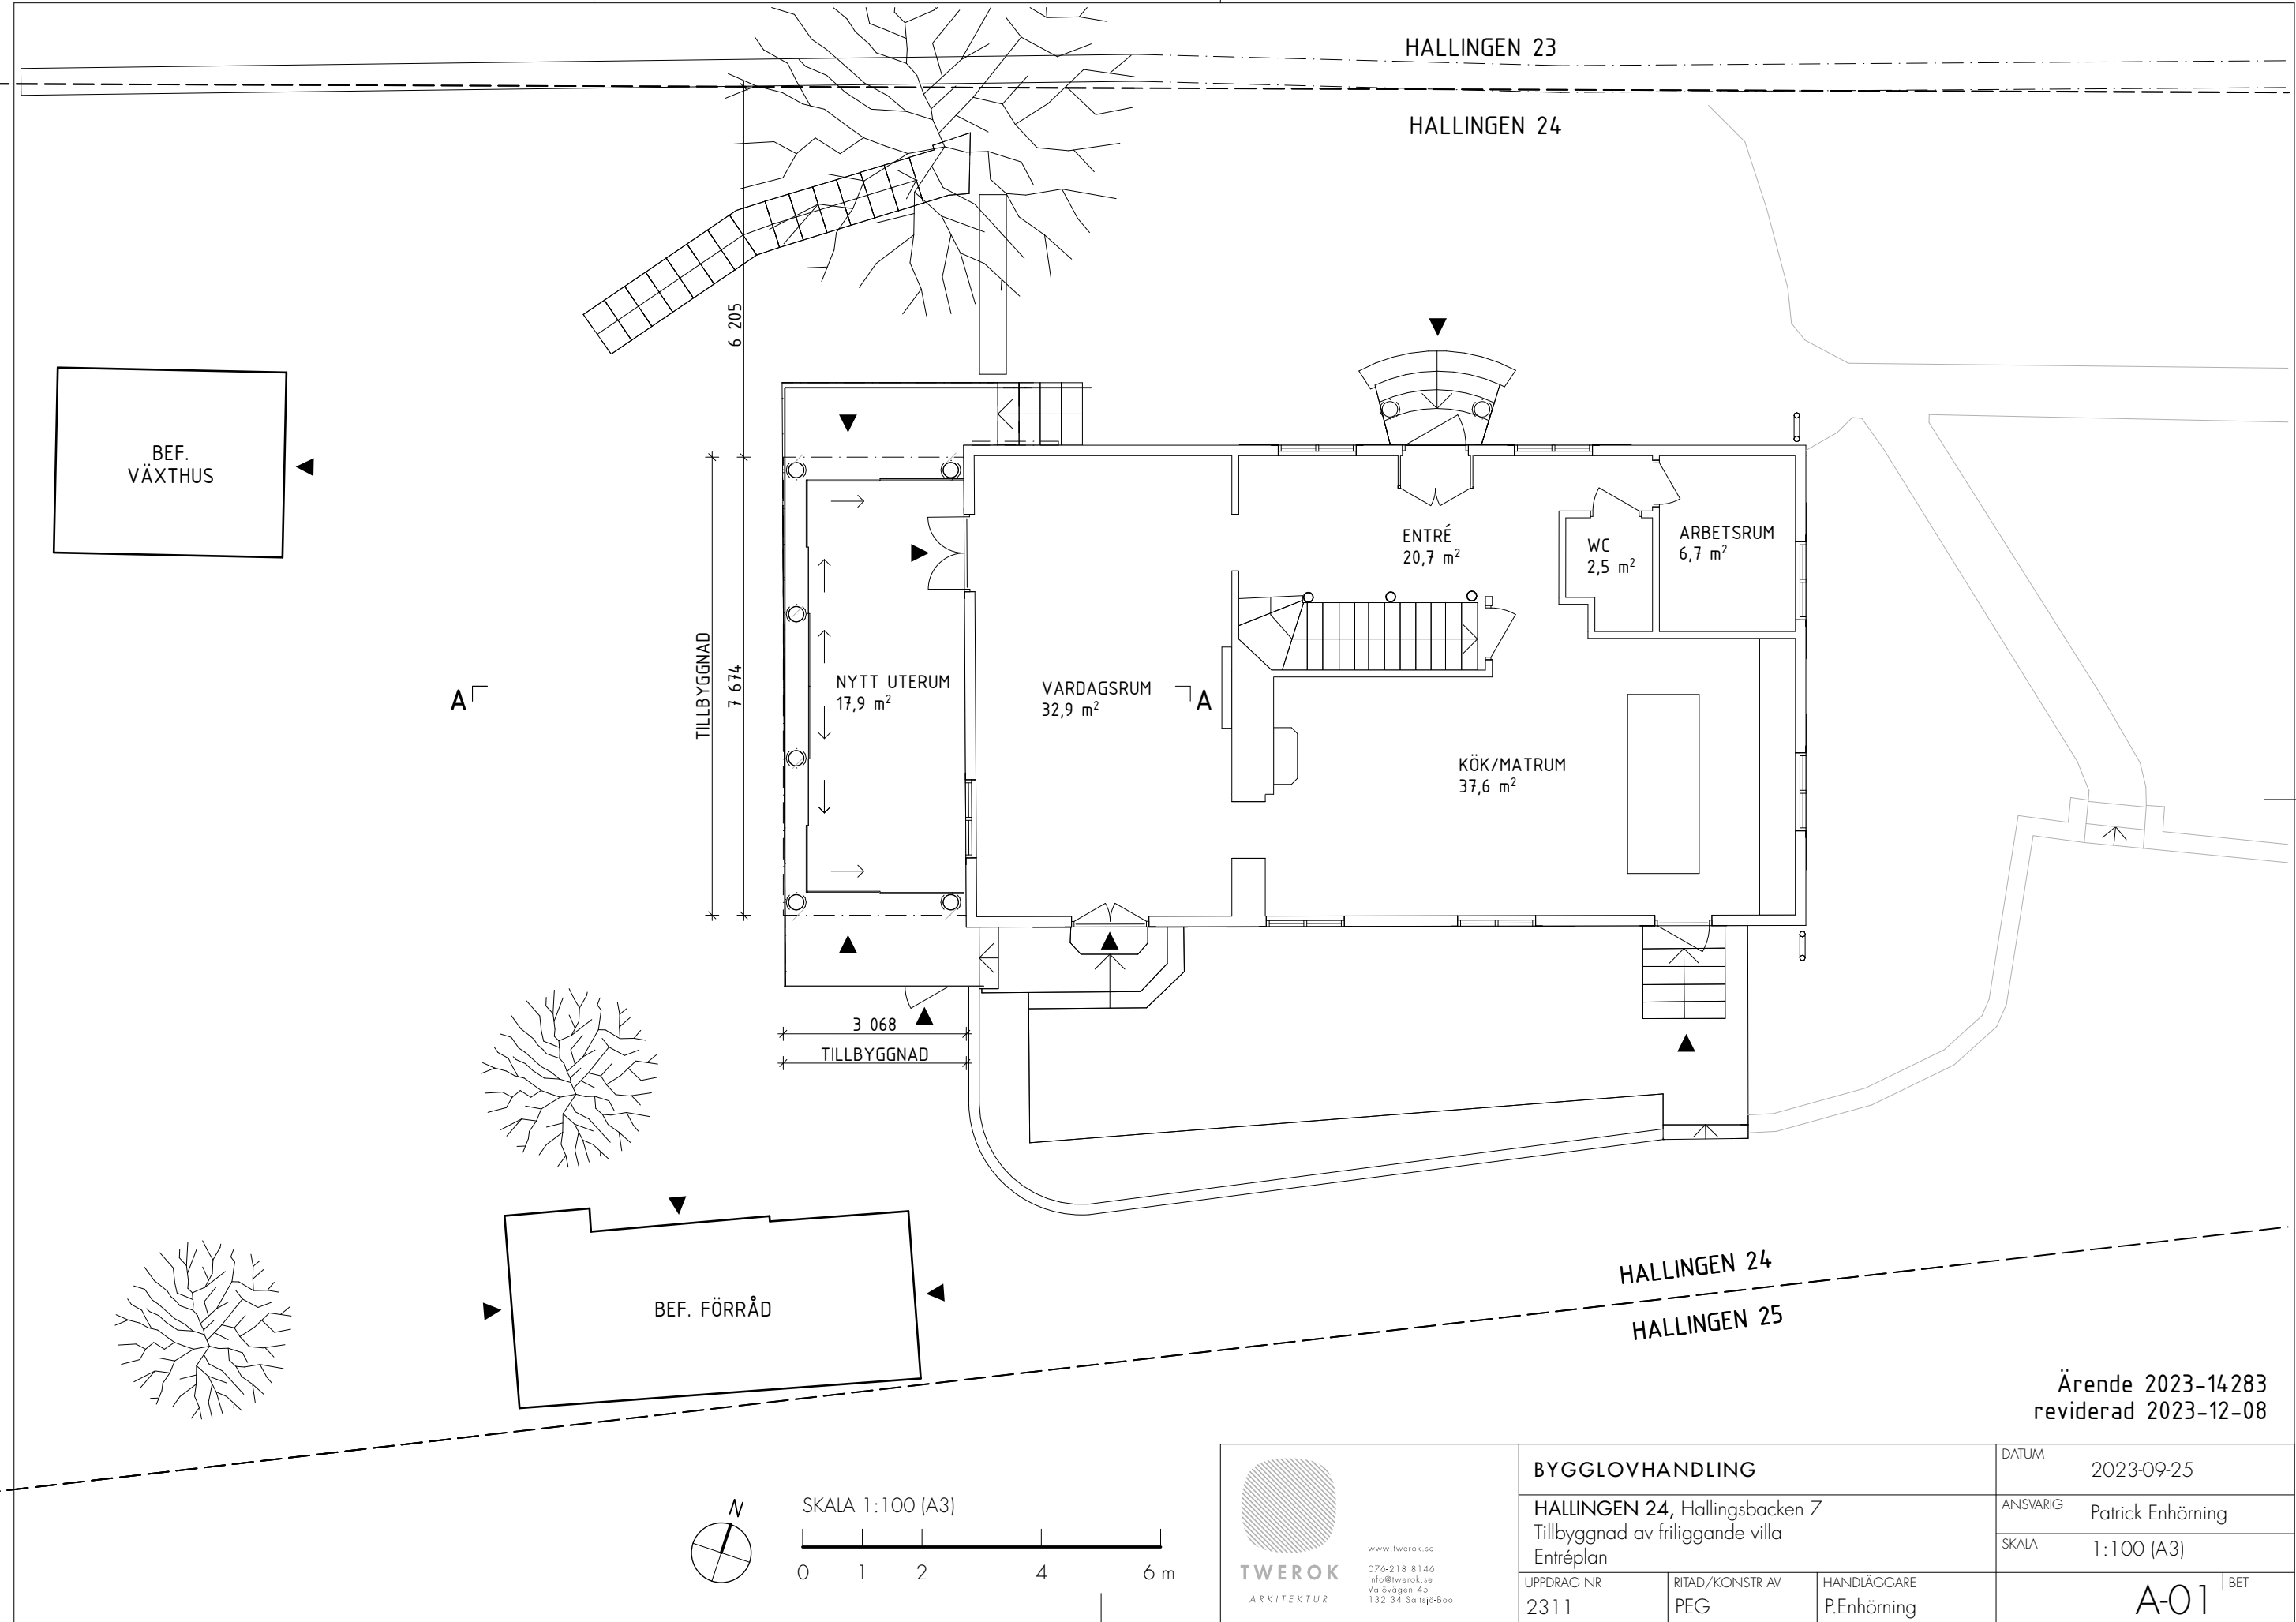 HALLINGEN 23
HALLINGEN 24
6 205
BEF.
VÄXTHUS
ENTRÉ
20,7 m²
WC
2,5 m²
ARBETSRUM
6,7 m²
TILLBYGGNAD
7 674
A
NYTT UTERUM
17,9 m²
VARDAGSRUM
32,9 m²
A
KÖK/MATRUM
37,6 m²
3 068
TILLBYGGNAD
BEF. FÖRRÅD
HALLINGEN 24
HALLINGEN 25
Ärende 2023-14283
reviderad 2023-12-08
N
SKALA 1:100 (A3)
0 1 2 4 6 m
TWEROK
ARKITEKTUR
www.twerok.se
076-218 8146
info@twerok.se
Valövägen 45
132 34 Saltsjö-Boo
BYGGLOVHANDLING
HALLINGEN 24, Hallingsbacken 7
Tillbyggnad av friliggande villa
Entréplan
UPPDRAG NR
2311
RITAD/KONSTR AV
PEG
HANDLÄGGARE
P.Enhörning
DATUM
2023-09-25
ANSVARIG
Patrick Enhörning
SKALA
1:100 (A3)
A-01
BET